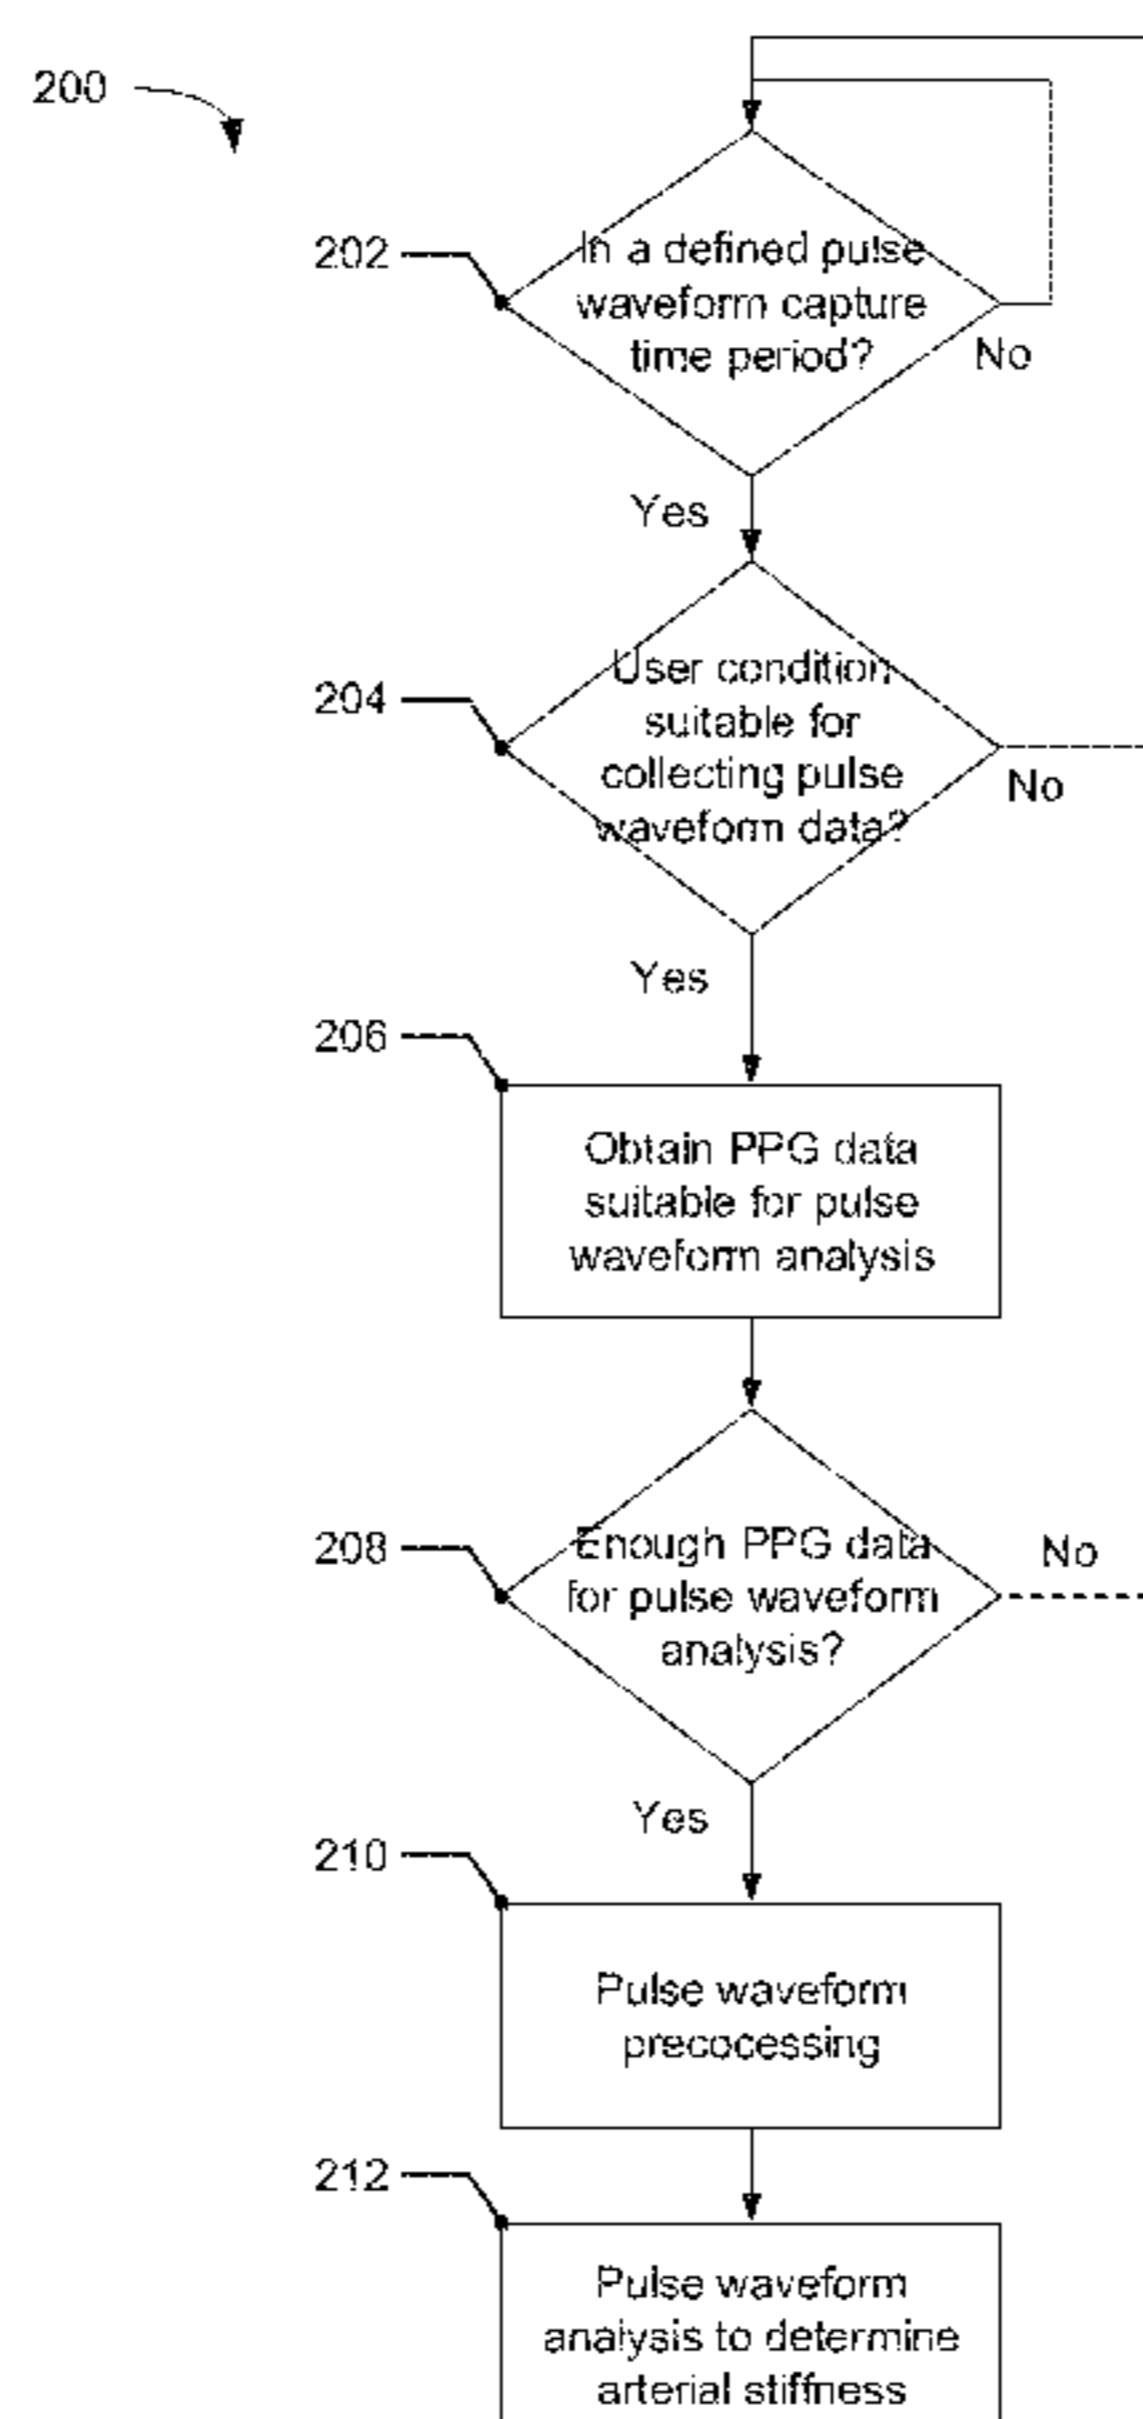 200
202
In a defined pulse
waveform capture
time period?
No
Yes
204
User condition
suitable for
collecting pulse
waveform data?
No
Yes
206
Obtain PPG data
suitable for pulse
waveform analysis
208
Enough PPG data
for pulse waveform
analysis?
No
Yes
210
Pulse waveform
precocessing
212
Pulse waveform
analysis to determine
arterial stiffness